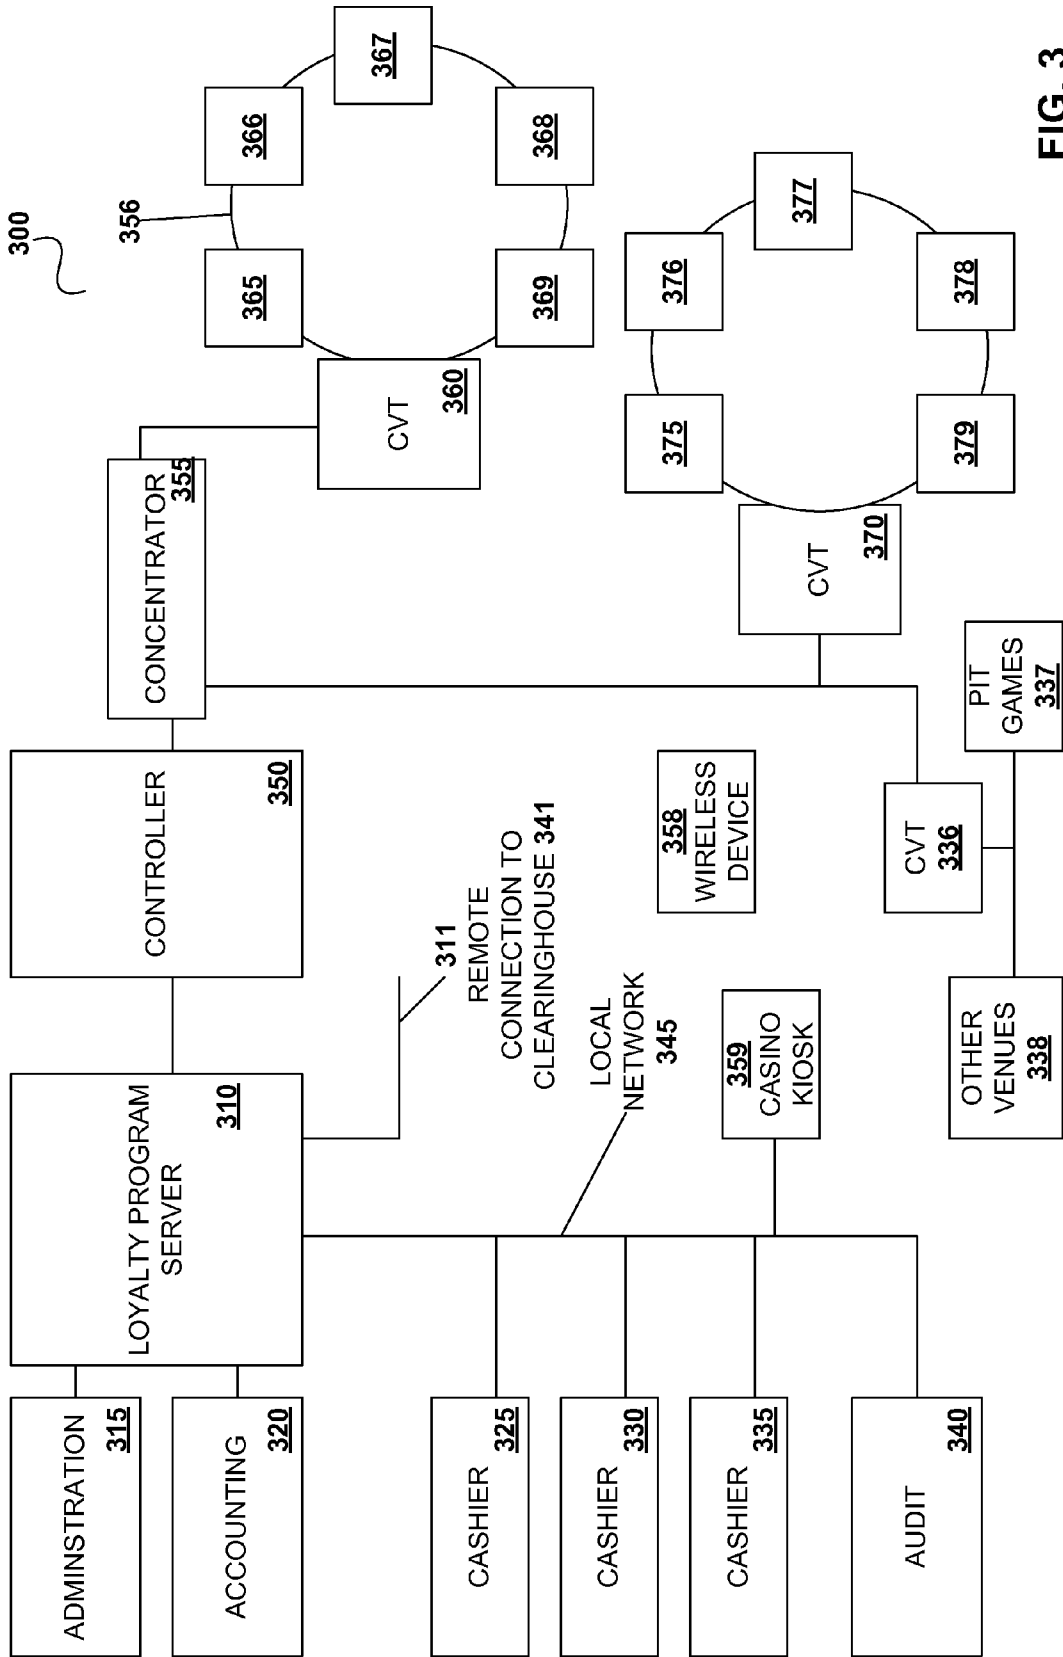 300
ADMINSTRATION
315
ACCOUNTING
320
LOYALTY PROGRAM
SERVER
310
CONTROLLER
350
CONCENTRATOR
355
311
REMOTE
CONNECTION TO
CLEARINGHOUSE 341
LOCAL
NETWORK
345
CASHIER
325
CASHIER
330
CASHIER
335
AUDIT
340
359
CASINO
KIOSK
358
WIRELESS
DEVICE
CVT
360
356
365
366
367
368
369
CVT
370
375
376
377
378
379
CVT
336
PIT
GAMES
337
OTHER
VENUES
338
FIG. 3